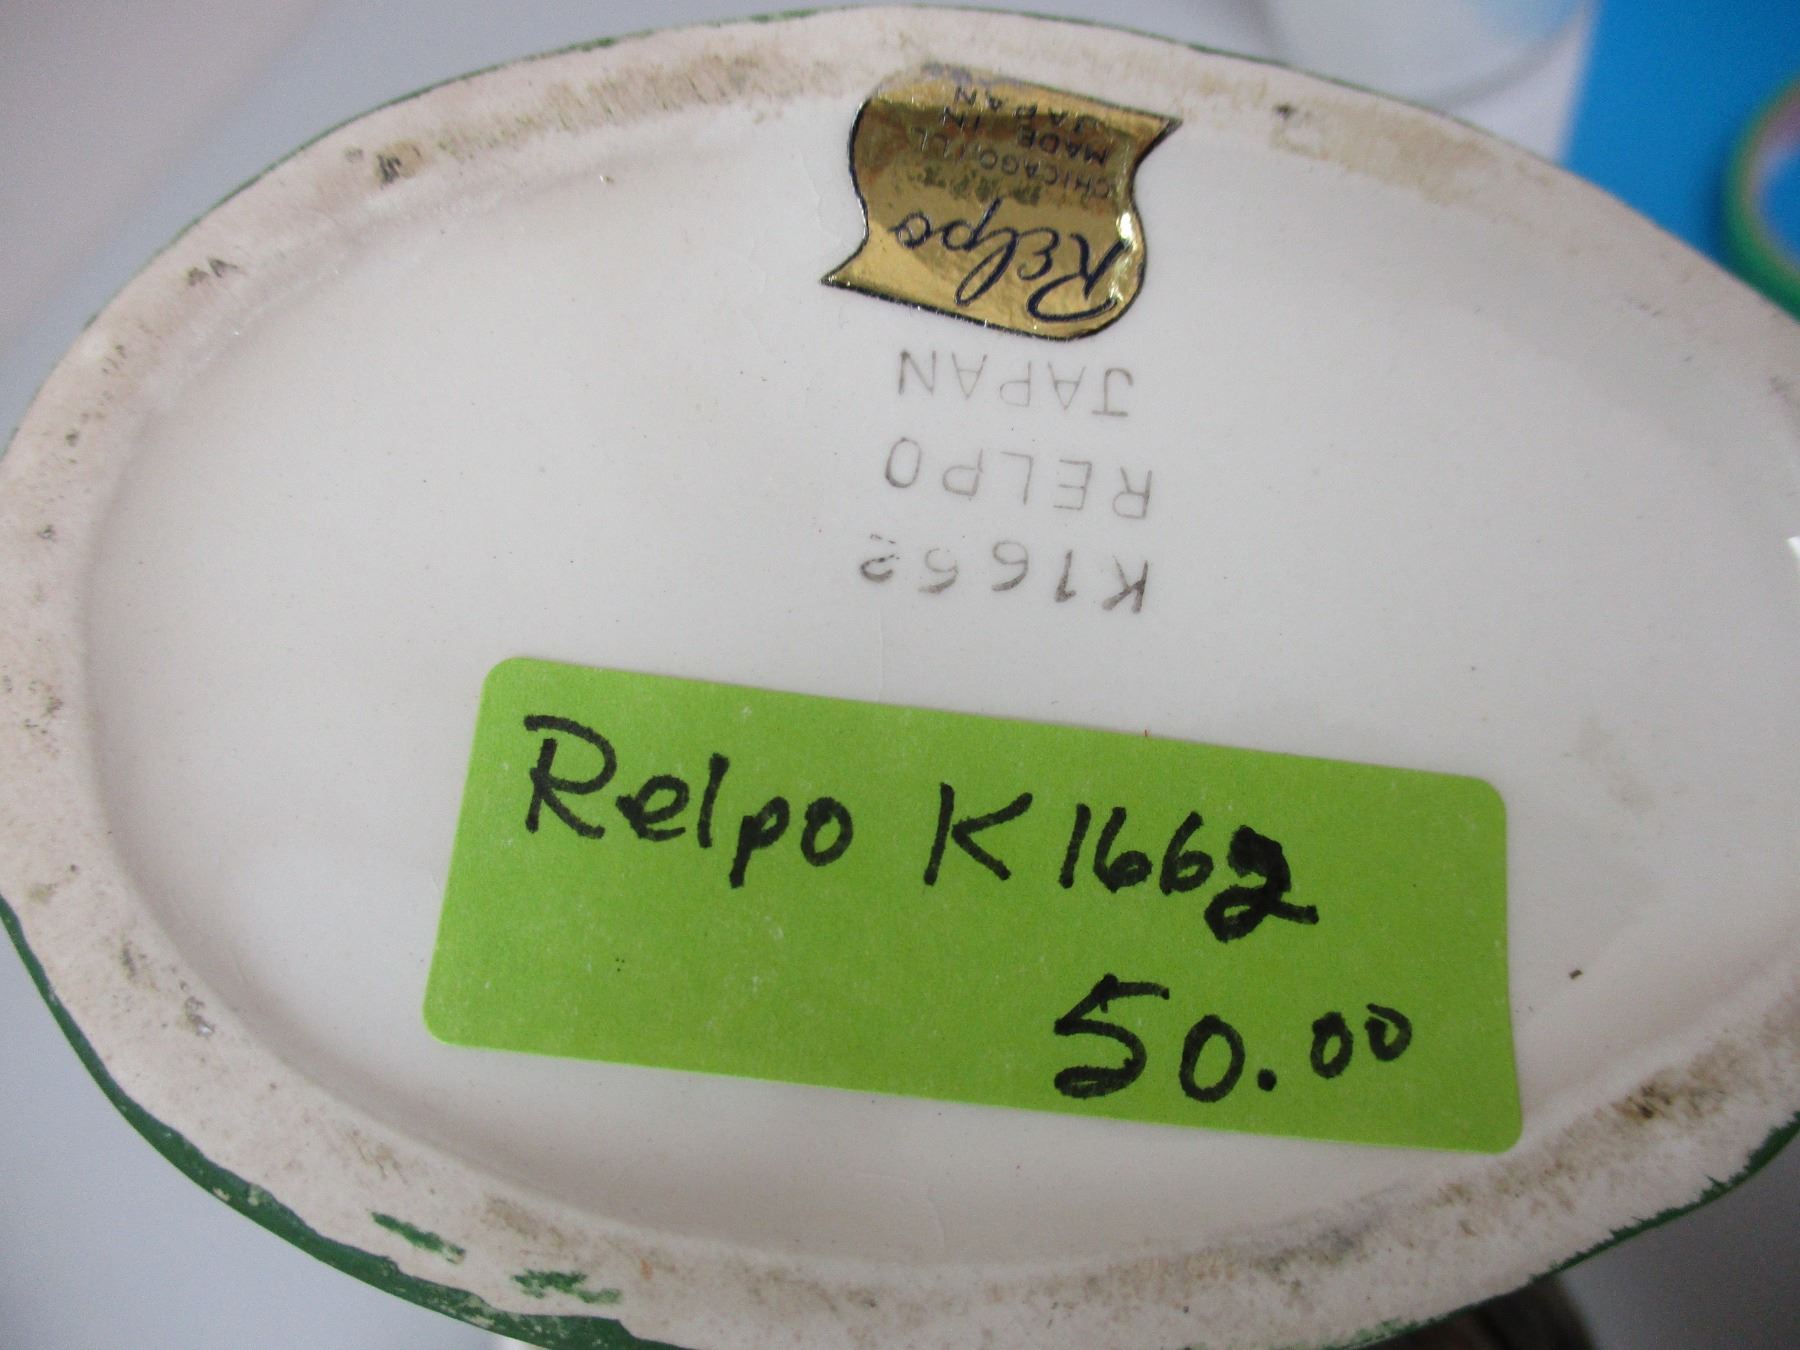 K1662
RELPO
JAPAN
Relpo
CHICAGO ILL
MADE IN
JAPAN
Relpo K1662
50.00